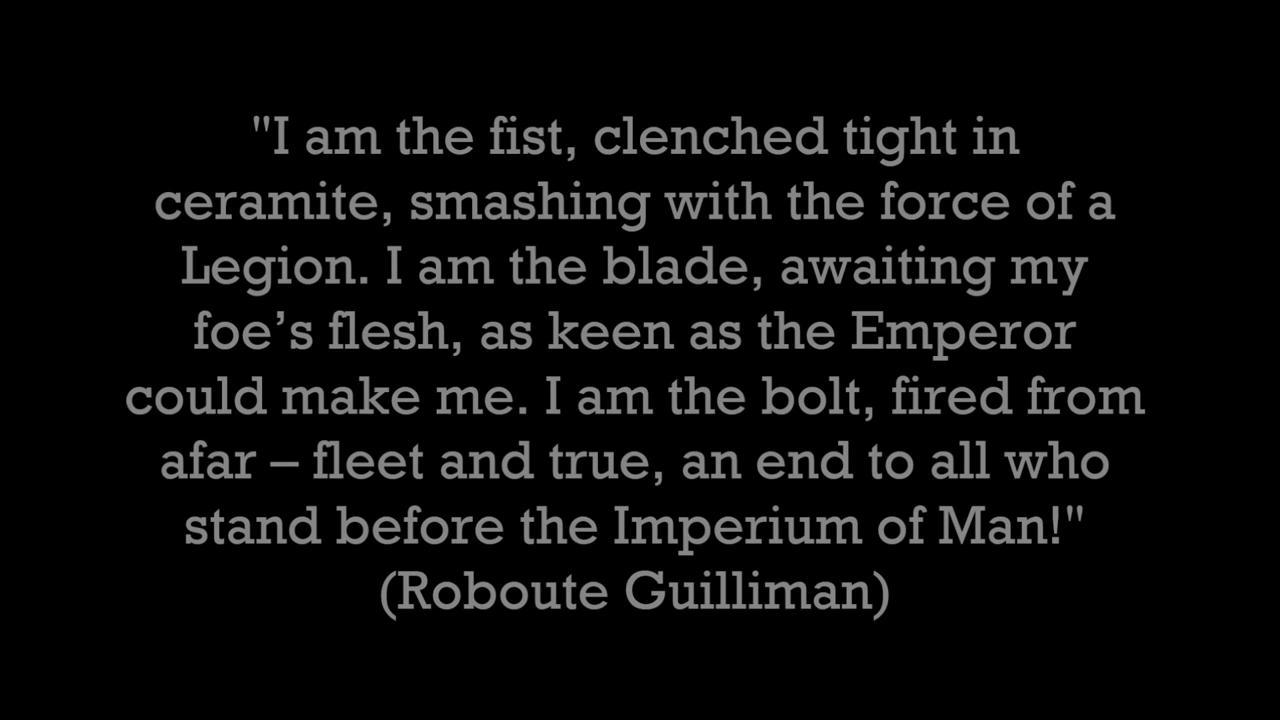 "I am the fist, clenched tight in
ceramite, smashing with the force of a
Legion. I am the blade, awaiting my
foe’s flesh, as keen as the Emperor
could make me. I am the bolt, fired from
afar – fleet and true, an end to all who
stand before the Imperium of Man!"
(Roboute Guilliman)